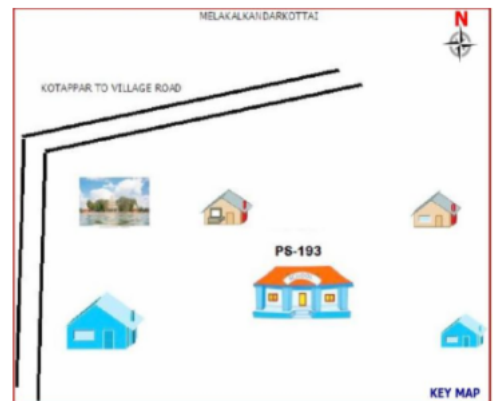 MELAKALKANDARKOTTAI
N
KOTAPPAR TO VILLAGE ROAD
PS-193
KEY MAP